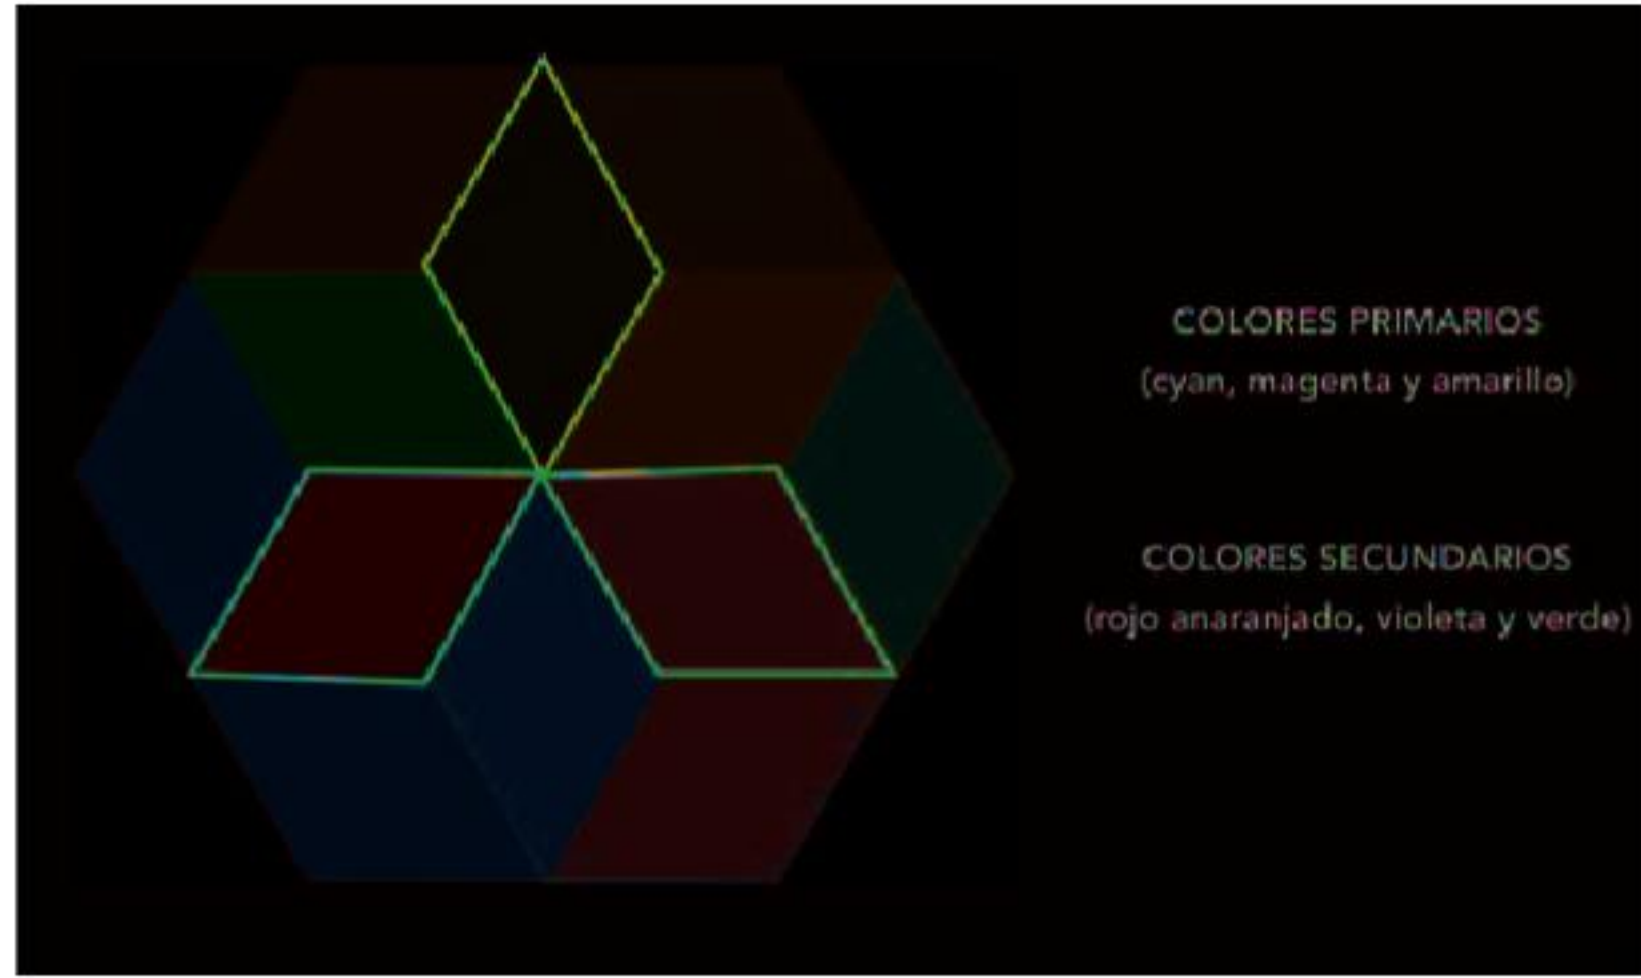 COLORES PRIMARIOS
(cyan, magenta y amarillo)
COLORES SECUNDARIOS
(rojo anaranjado, violeta y verde)